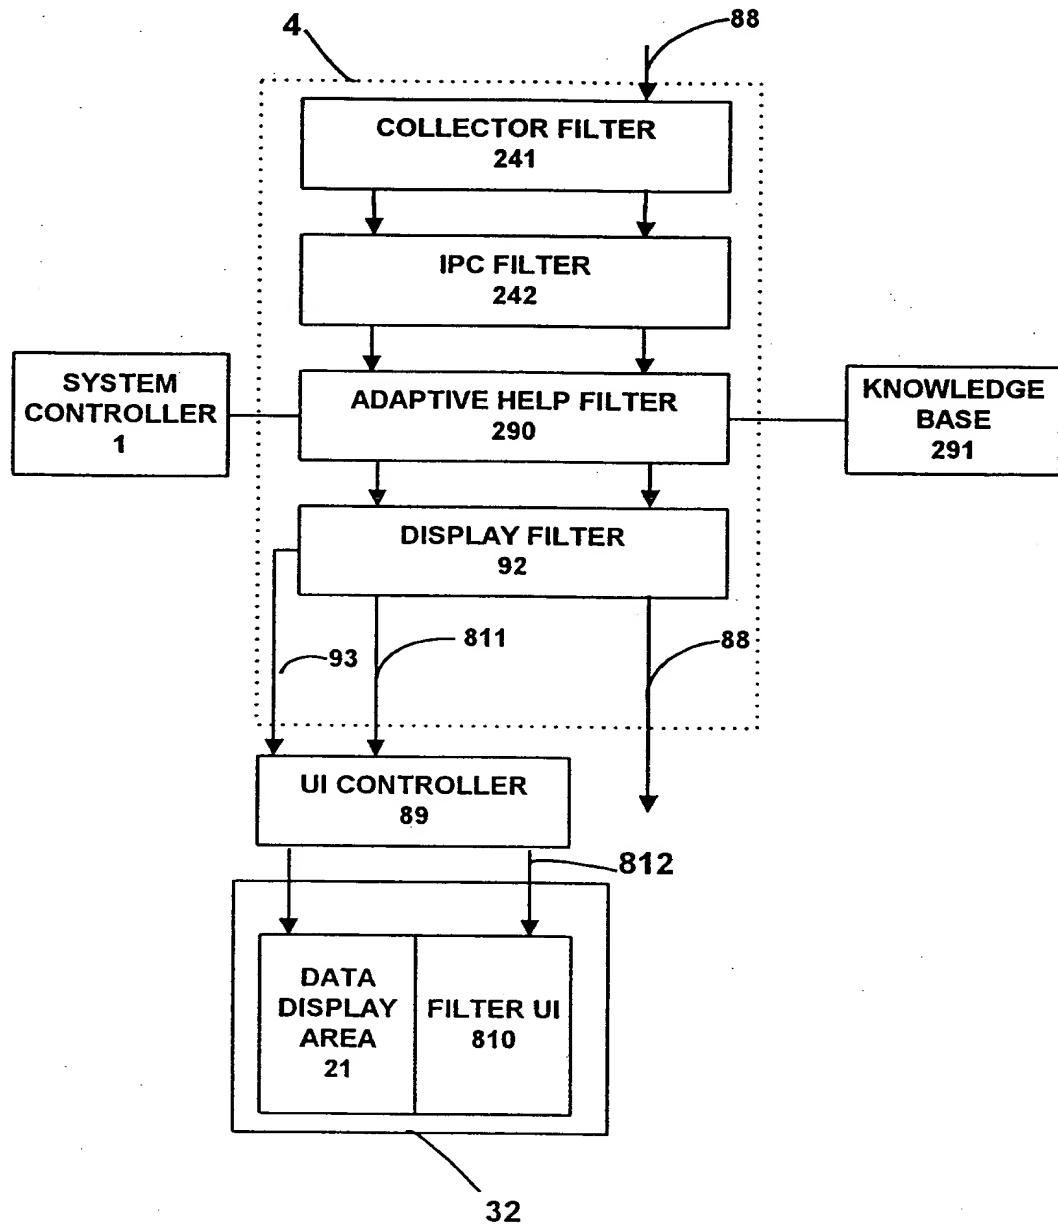 4
88
COLLECTOR FILTER
241
IPC FILTER
242
SYSTEM
CONTROLLER
1
ADAPTIVE HELP FILTER
290
KNOWLEDGE
BASE
291
DISPLAY FILTER
92
93
811
88
UI CONTROLLER
89
812
DATA
DISPLAY
AREA
21
FILTER UI
810
32